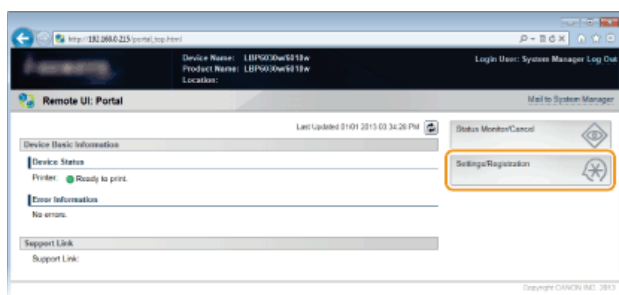 http://192.168.0.215/portal_top.html
Device Name: LBP6030w/6018w
Product Name: LBP6030w/6018w
Location:
Login User: System Manager Log Out
Remote UI: Portal
Mail to System Manager
Last Updated 01/01 2013 03:34:28 PM
Device Basic Information
Device Status
Printer: Ready to print.
Error Information
No errors.
Support Link
Support Link:
Status Monitor/Cancel
Settings/Registration
Copyright CANON INC. 2013